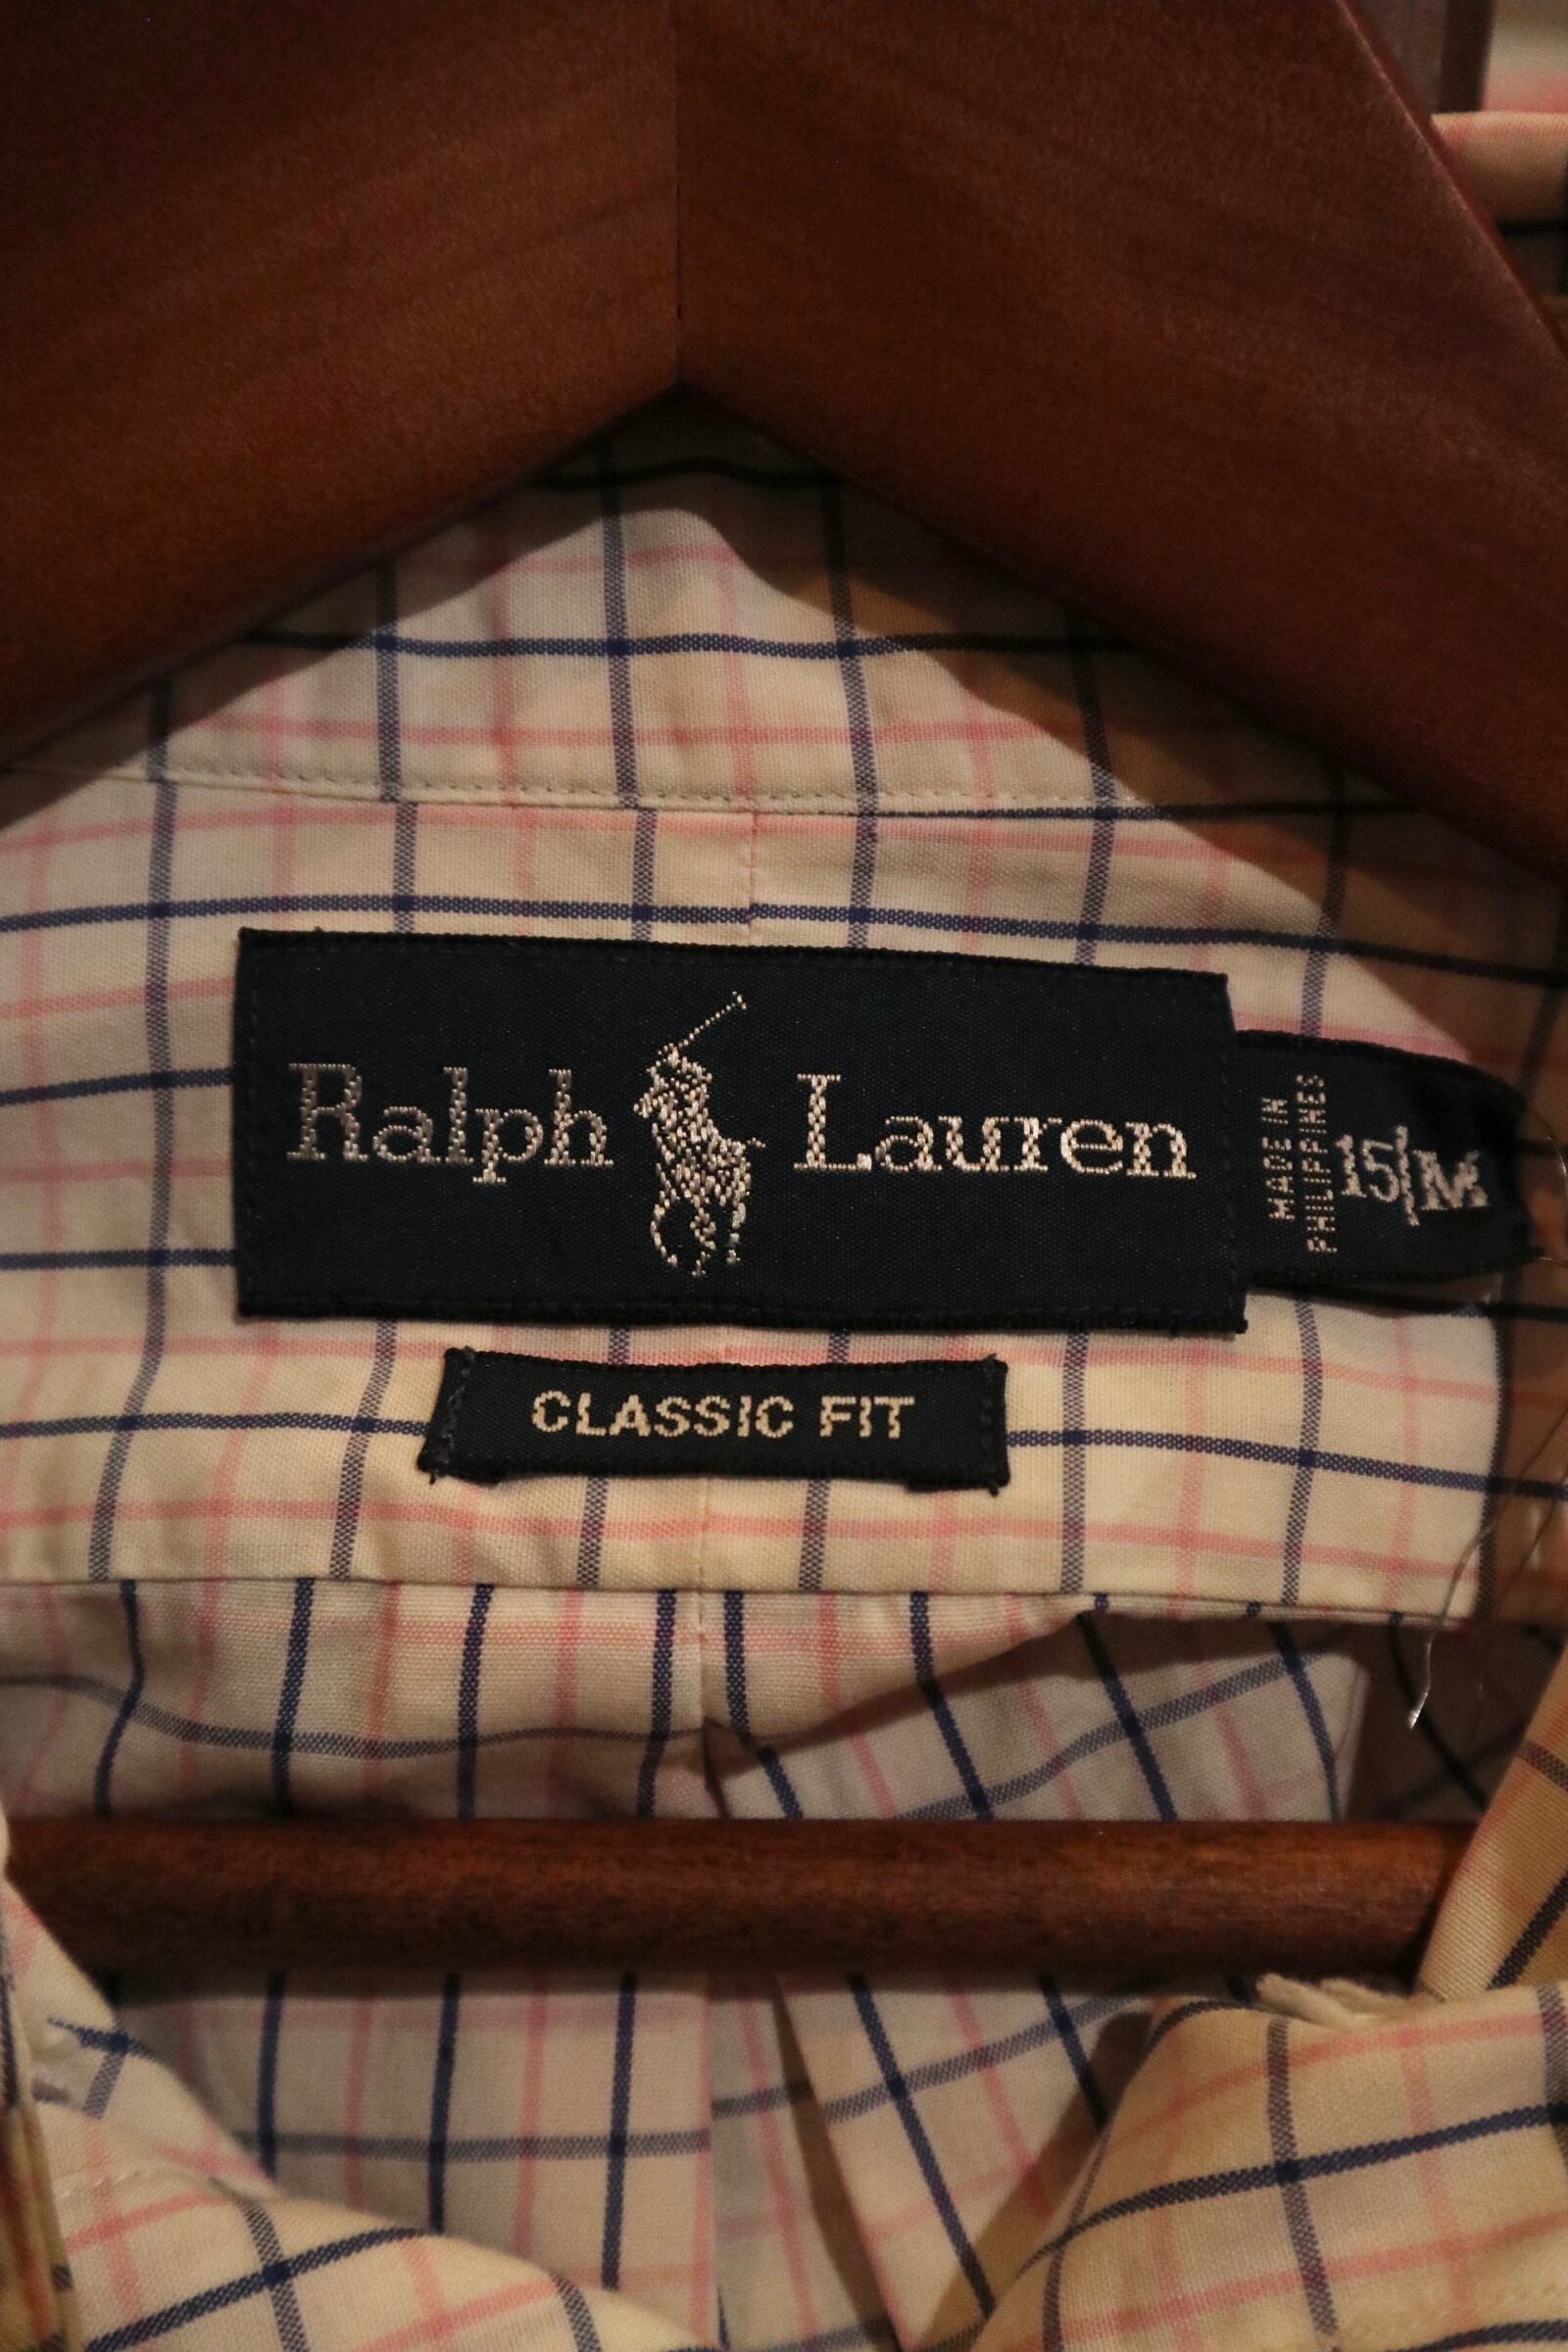 Ralph Lauren
MADE IN
PHILIPPINES
15/M
CLASSIC FIT